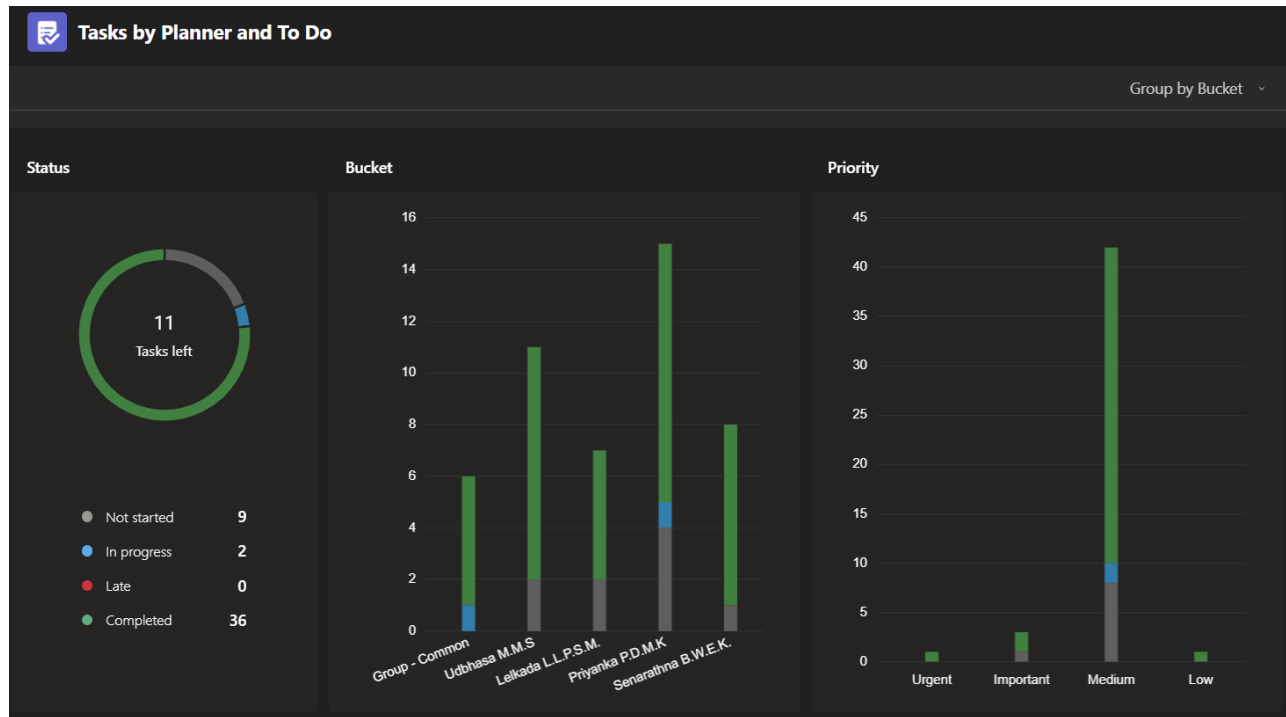 Tasks by Planner and To Do
Group by Bucket
Status
11
Tasks left
Not started 9
In progress 2
Late 0
Completed 36
Bucket
16
14
12
10
8
6
4
2
0
Group - Common
Udbhasa M.M.S
Lelkada L.L.P.S.M.
Priyanka P.D.M.K
Senarathna B.W.E.K.
Priority
45
40
35
30
25
20
15
10
5
0
Urgent Important Medium Low